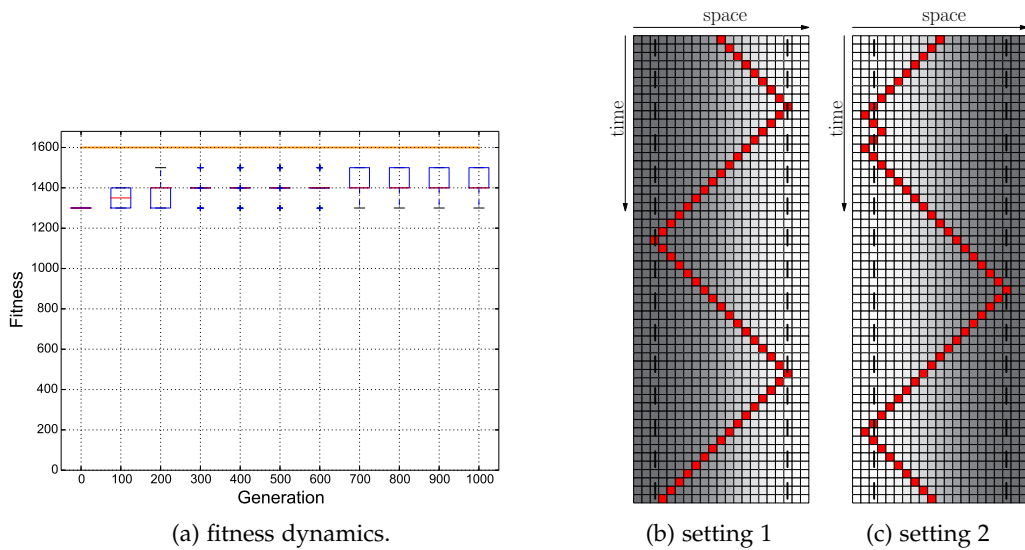 Fitness
1600
1400
1200
1000
800
600
400
200
0
0 100 200 300 400 500 600 700 800 900 1000
Generation
(a) fitness dynamics.
space
time
(b) setting 1
space
time
(c) setting 2